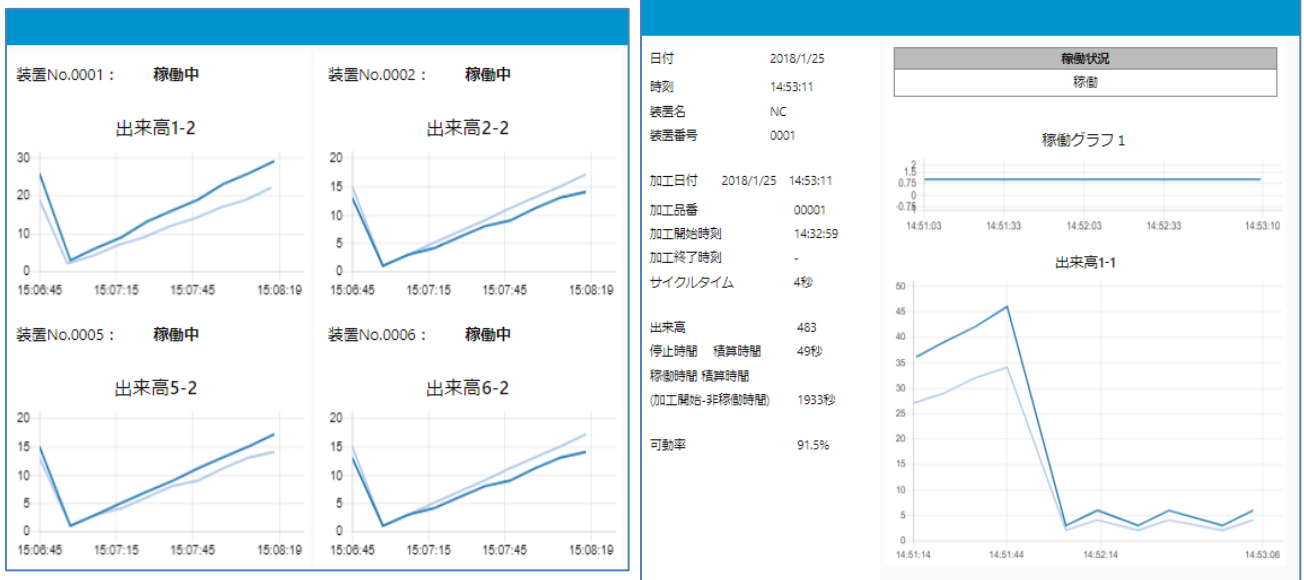 装置No.0001： 稼働中
装置No.0002： 稼働中
出来高1-2
30
20
10
0
15:06:45 15:07:15 15:07:45 15:08:19
出来高2-2
20
15
10
5
0
15:06:45 15:07:15 15:07:45 15:08:19
装置No.0005： 稼働中
装置No.0006： 稼働中
出来高5-2
20
15
10
5
0
15:06:45 15:07:15 15:07:45 15:08:19
出来高6-2
20
15
10
5
0
15:06:45 15:07:15 15:07:45 15:08:19
日付 2018/1/25
時刻 14:53:11
装置名 NC
装置番号 0001
加工日付 2018/1/25 14:53:11
加工品番 00001
加工開始時刻 14:32:59
加工終了時刻 -
サイクルタイム 4秒
出来高 483
停止時間 積算時間 49秒
稼働時間 積算時間
(加工開始-非稼働時間) 1933秒
可動率 91.5%
稼働状況
稼働
稼働グラフ 1
2
1.5
0.75
0
-0.75
14:51:03 14:51:33 14:52:03 14:52:33 14:53:10
出来高1-1
50
45
40
35
30
25
20
15
10
5
0
14:51:14 14:51:44 14:52:14 14:53:06